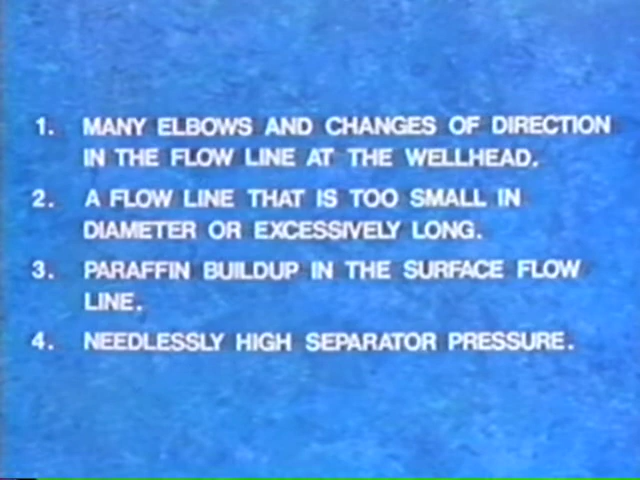 1. MANY ELBOWS AND CHANGES OF DIRECTION
IN THE FLOW LINE AT THE WELLHEAD.
2. A FLOW LINE THAT IS TOO SMALL IN
DIAMETER OR EXCESSIVELY LONG.
3. PARAFFIN BUILDUP IN THE SURFACE FLOW
LINE.
4. NEEDLESSLY HIGH SEPARATOR PRESSURE.